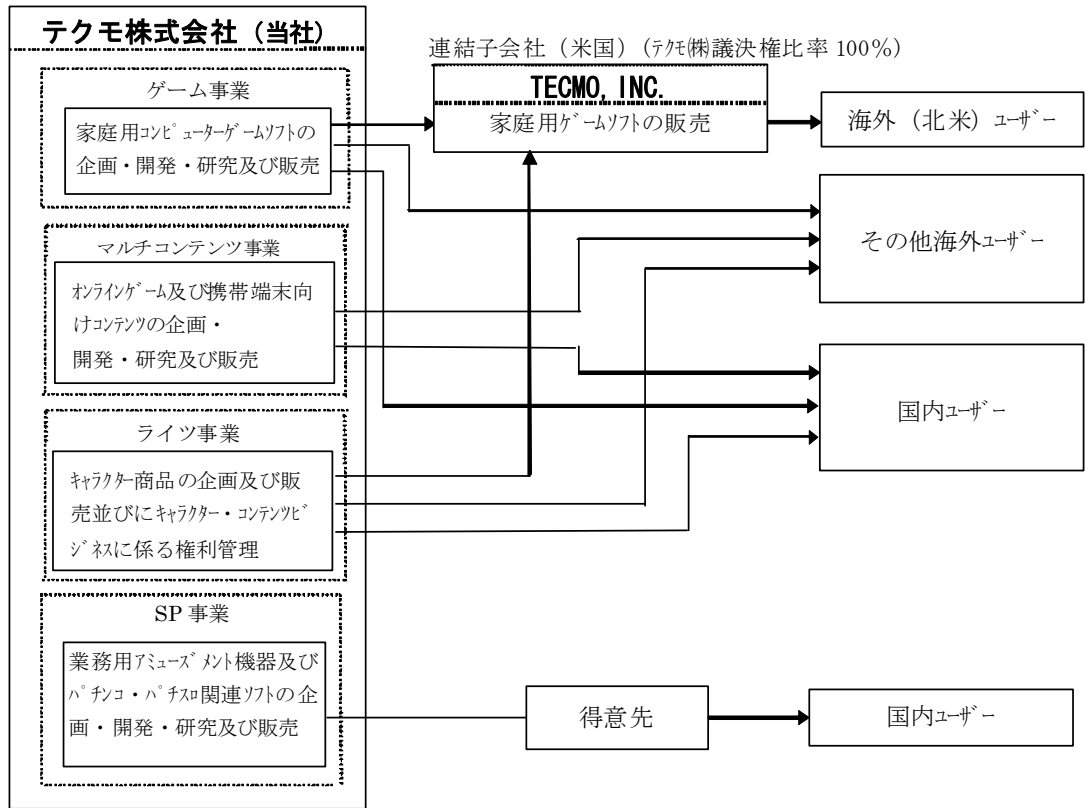 テクモ株式会社（当社）
連結子会社（米国）（ﾃｸﾓ㈱議決権比率 100％）
ゲーム事業
家庭用ｺﾝﾋﾟｭｰﾀｰｹﾞｰﾑｿﾌﾄの
企画・開発・研究及び販売
TECMO, INC.
家庭用ｹﾞｰﾑｿﾌﾄの販売
海外（北米）ﾕｰｻﾞｰ
その他海外ﾕｰｻﾞｰ
マルチコンテンツ事業
ｵﾝﾗｲﾝｹﾞｰﾑ及び携帯端末向
けｺﾝﾃﾝﾂの企画・
開発・研究及び販売
国内ﾕｰｻﾞｰ
ライツ事業
ｷｬﾗｸﾀｰ商品の企画及び販
売並びにｷｬﾗｸﾀｰ・ｺﾝﾃﾝﾂﾋﾞ
ｼﾞﾈｽに係る権利管理
SP 事業
業務用ｱﾐｭｰｽﾞﾒﾝﾄ機器及び
ﾊﾟﾁﾝｺ・ﾊﾟﾁｽﾛ関連ｿﾌﾄの企
画・開発・研究及び販売
得意先
国内ﾕｰｻﾞｰ